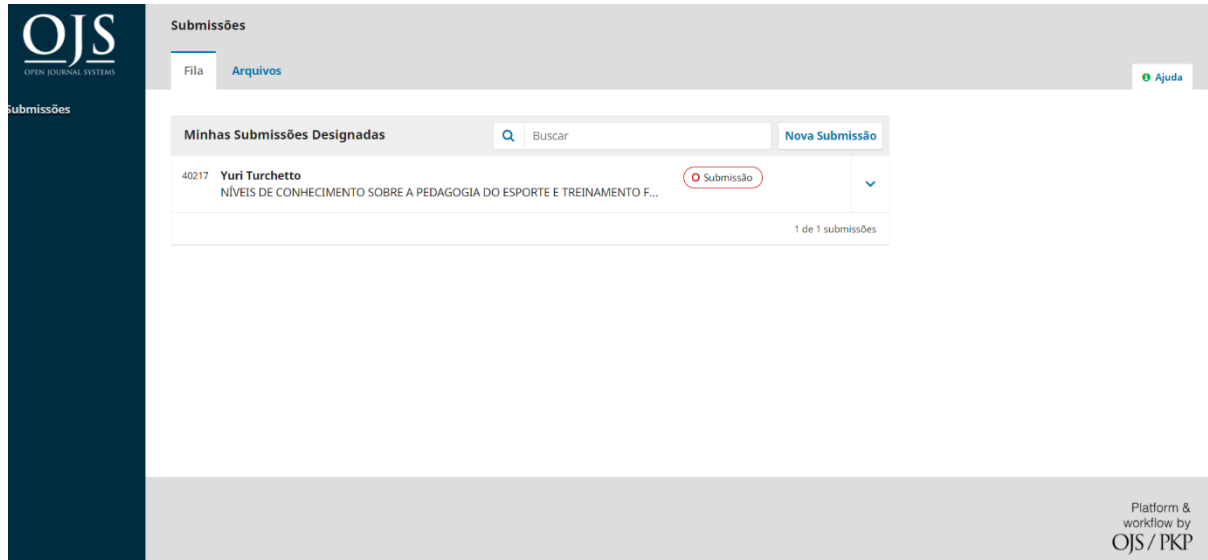 OJS
OPEN JOURNAL SYSTEMS
Submissões
Submissões
Fila Arquivos
Ajuda
Minhas Submissões Designadas Buscar Nova Submissão
40217 Yuri Turchetto Submissão
NÍVEIS DE CONHECIMENTO SOBRE A PEDAGOGIA DO ESPORTE E TREINAMENTO F...
1 de 1 submissões
Platform &
workflow by
OJS / PKP